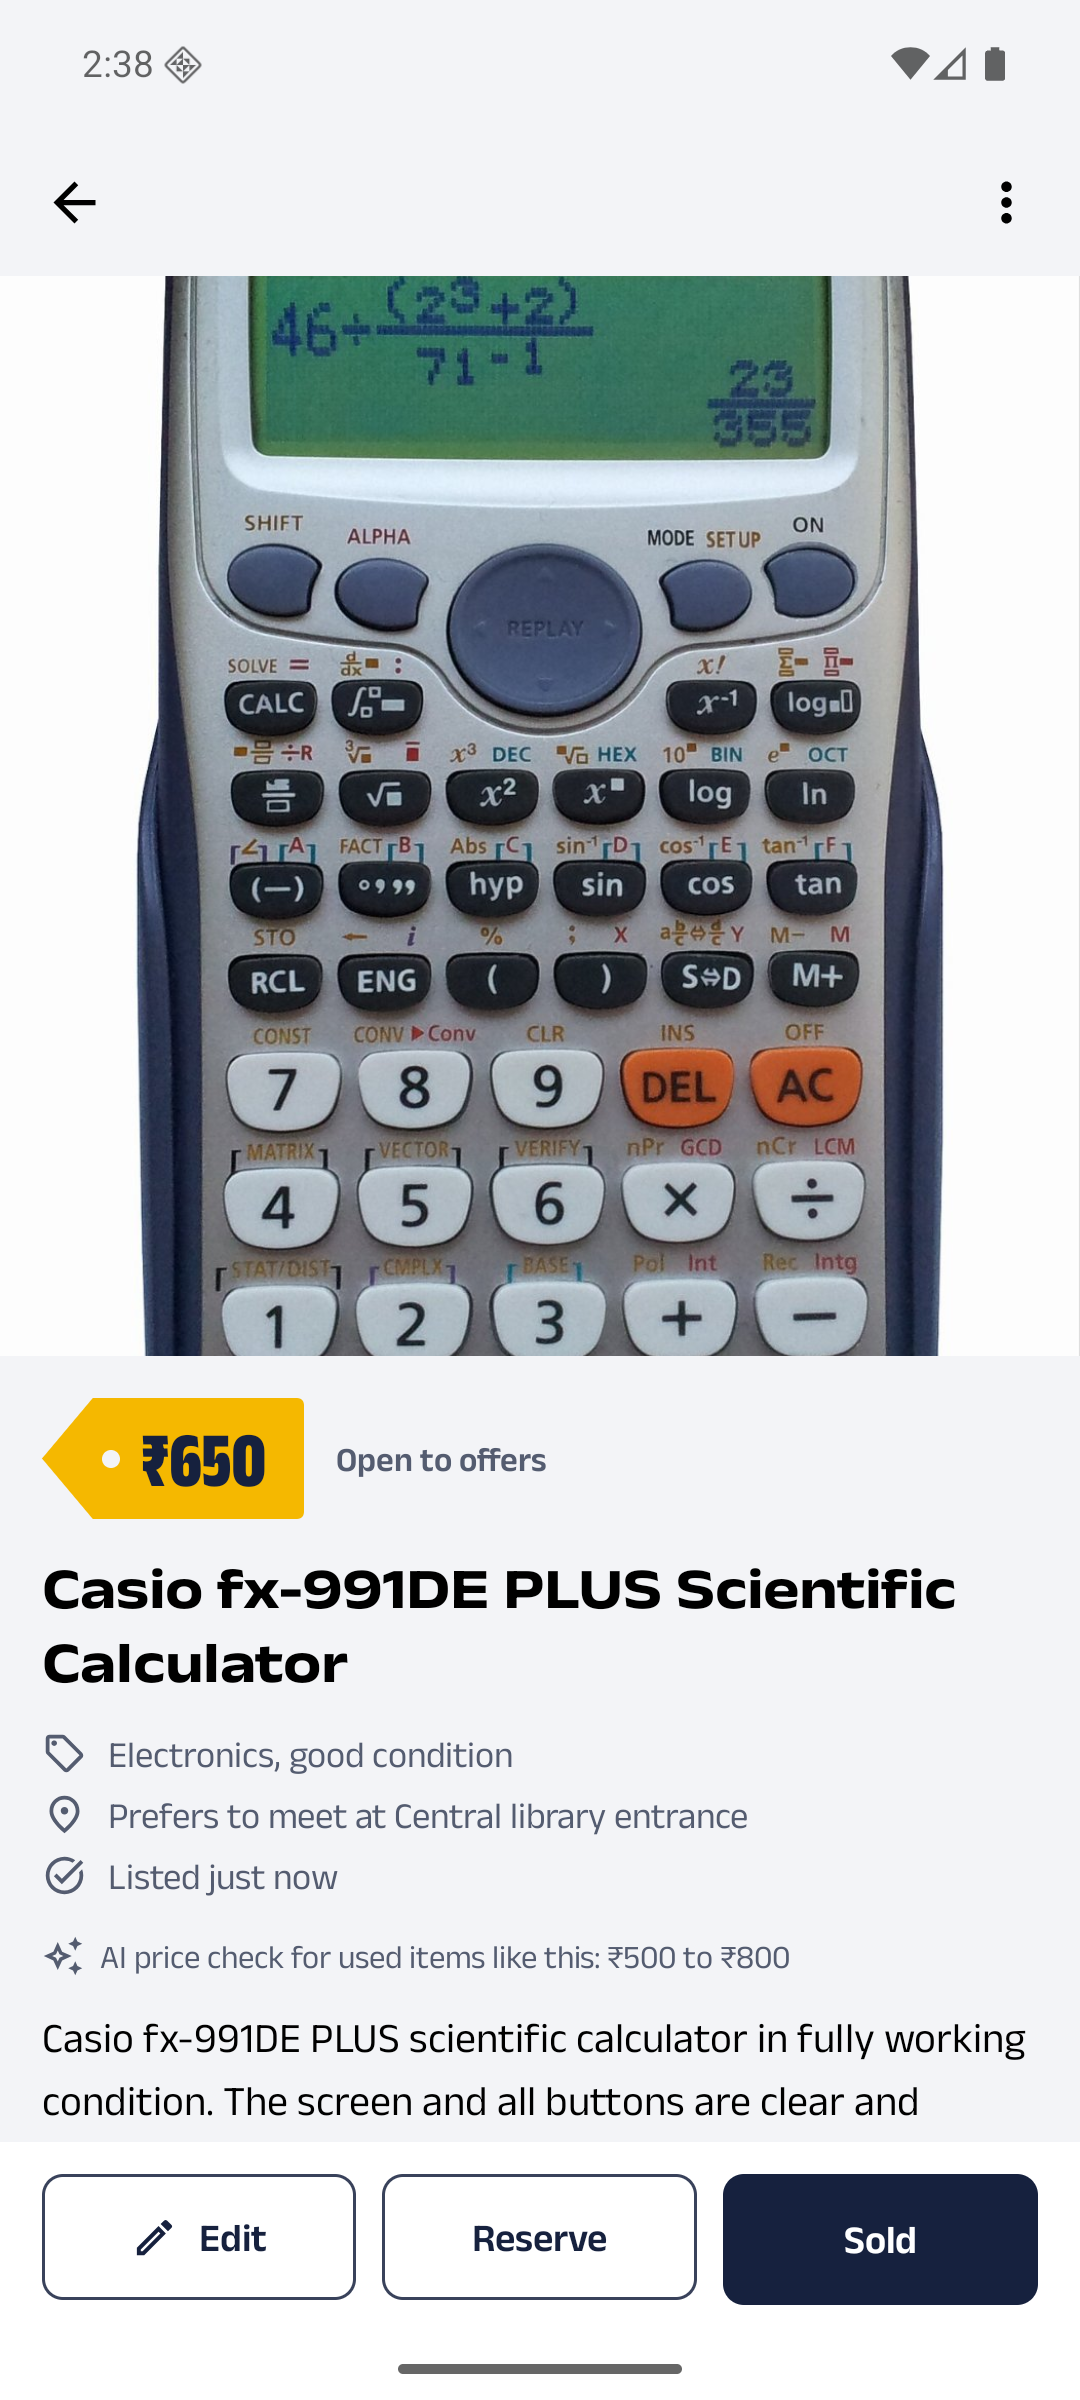 2:38
46÷(2³+2)/71⁻¹
23/355
SHIFT ALPHA MODE SETUP ON
REPLAY
SOLVE = d/dx : x! Σ Π
CALC x⁻¹ log
÷R ³√ x³ DEC HEX 10 BIN e OCT
√ x² x log ln
∠ A FACT B Abs C sin⁻¹ D cos⁻¹ E tan⁻¹ F
(−) hyp sin cos tan
STO ← i % ; X a b/c⇔d/c Y M− M
RCL ENG ( ) S⇔D M+
CONST CONV ▶Conv CLR INS OFF
7 8 9 DEL AC
MATRIX VECTOR VERIFY nPr GCD nCr LCM
4 5 6 × ÷
STAT/DIST CMPLX BASE Pol Int Rec Intg
1 2 3 + −
₹650 Open to offers
Casio fx-991DE PLUS Scientific
Calculator
Electronics, good condition
Prefers to meet at Central library entrance
Listed just now
AI price check for used items like this: ₹500 to ₹800
Casio fx-991DE PLUS scientific calculator in fully working
condition. The screen and all buttons are clear and
Edit Reserve Sold